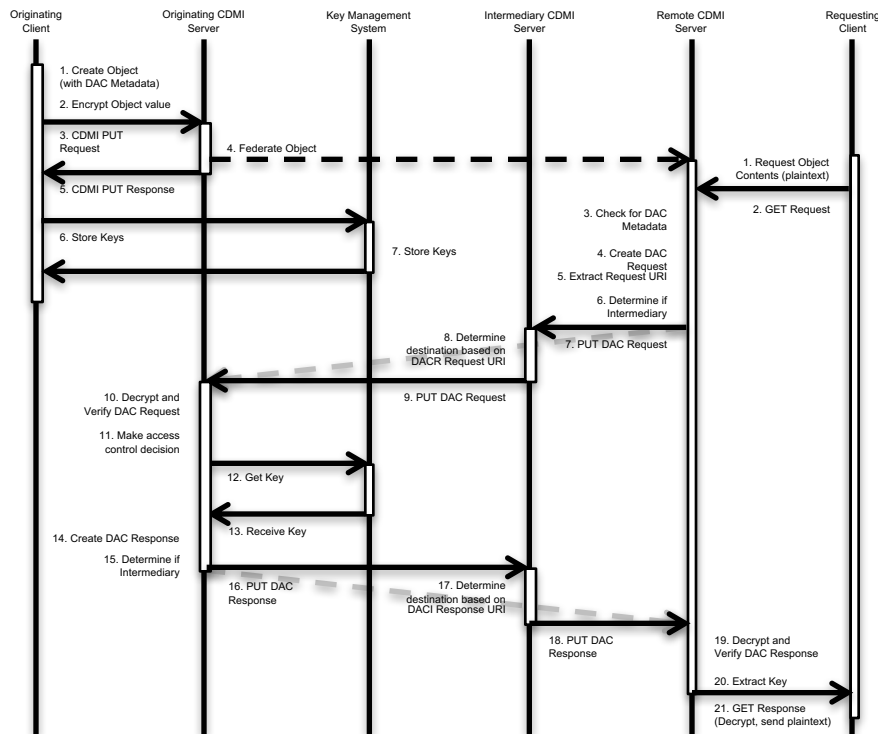 Originating
Client
Originating CDMI
Server
Key Management
System
Intermediary CDMI
Server
Remote CDMI
Server
Requesting
Client
1. Create Object
(with DAC Metadata)
2. Encrypt Object value
3. CDMI PUT
Request
4. Federate Object
5. CDMI PUT Response
6. Store Keys
7. Store Keys
1. Request Object
Contents (plaintext)
2. GET Request
3. Check for DAC
Metadata
4. Create DAC
Request
5. Extract Request URI
6. Determine if
Intermediary
7. PUT DAC Request
8. Determine
destination based on
DACR Request URI
9. PUT DAC Request
10. Decrypt and
Verify DAC Request
11. Make access
control decision
12. Get Key
13. Receive Key
14. Create DAC Response
15. Determine if
Intermediary
16. PUT DAC
Response
17. Determine
destination based on
DACI Response URI
18. PUT DAC
Response
19. Decrypt and
Verify DAC Response
20. Extract Key
21. GET Response
(Decrypt, send plaintext)